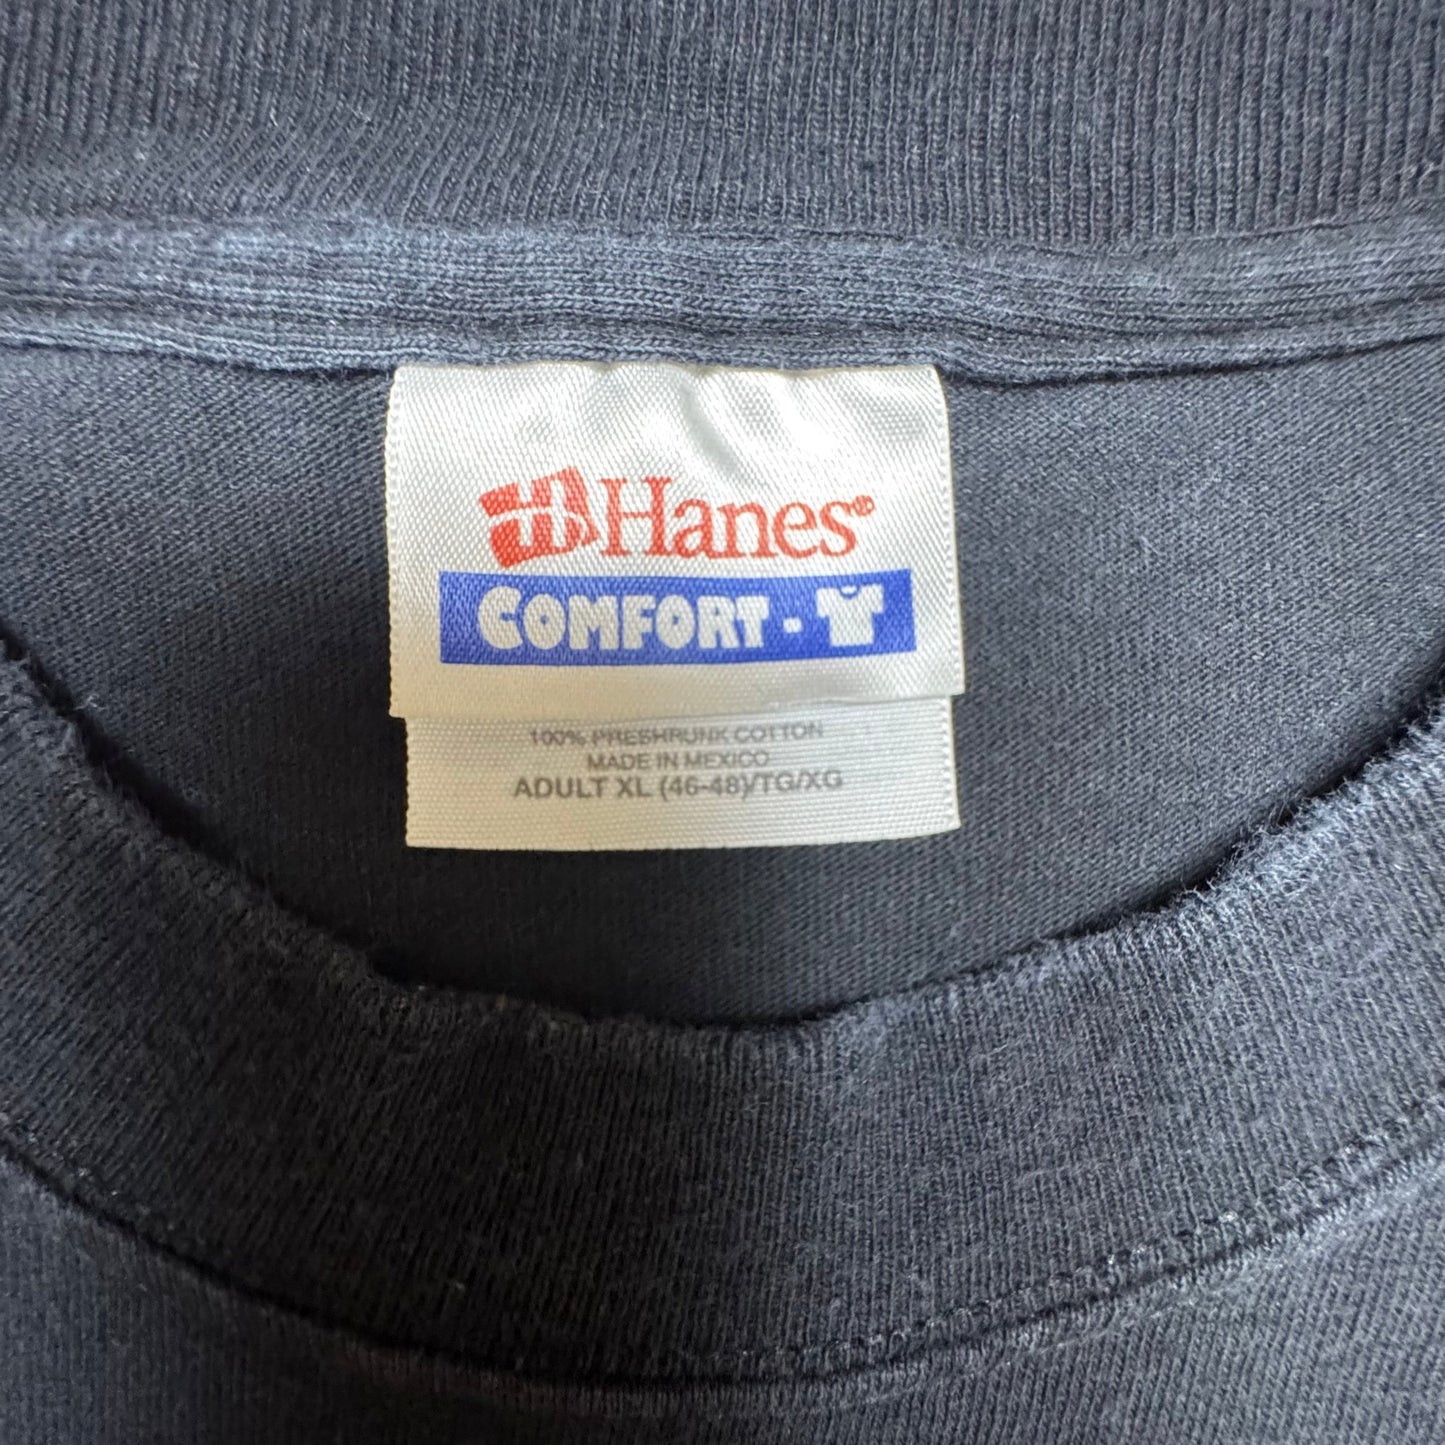 Hanes®
COMFORT-
100% PRESHRUNK COTTON
MADE IN MEXICO
ADULT XL (46-48)/TG/XG